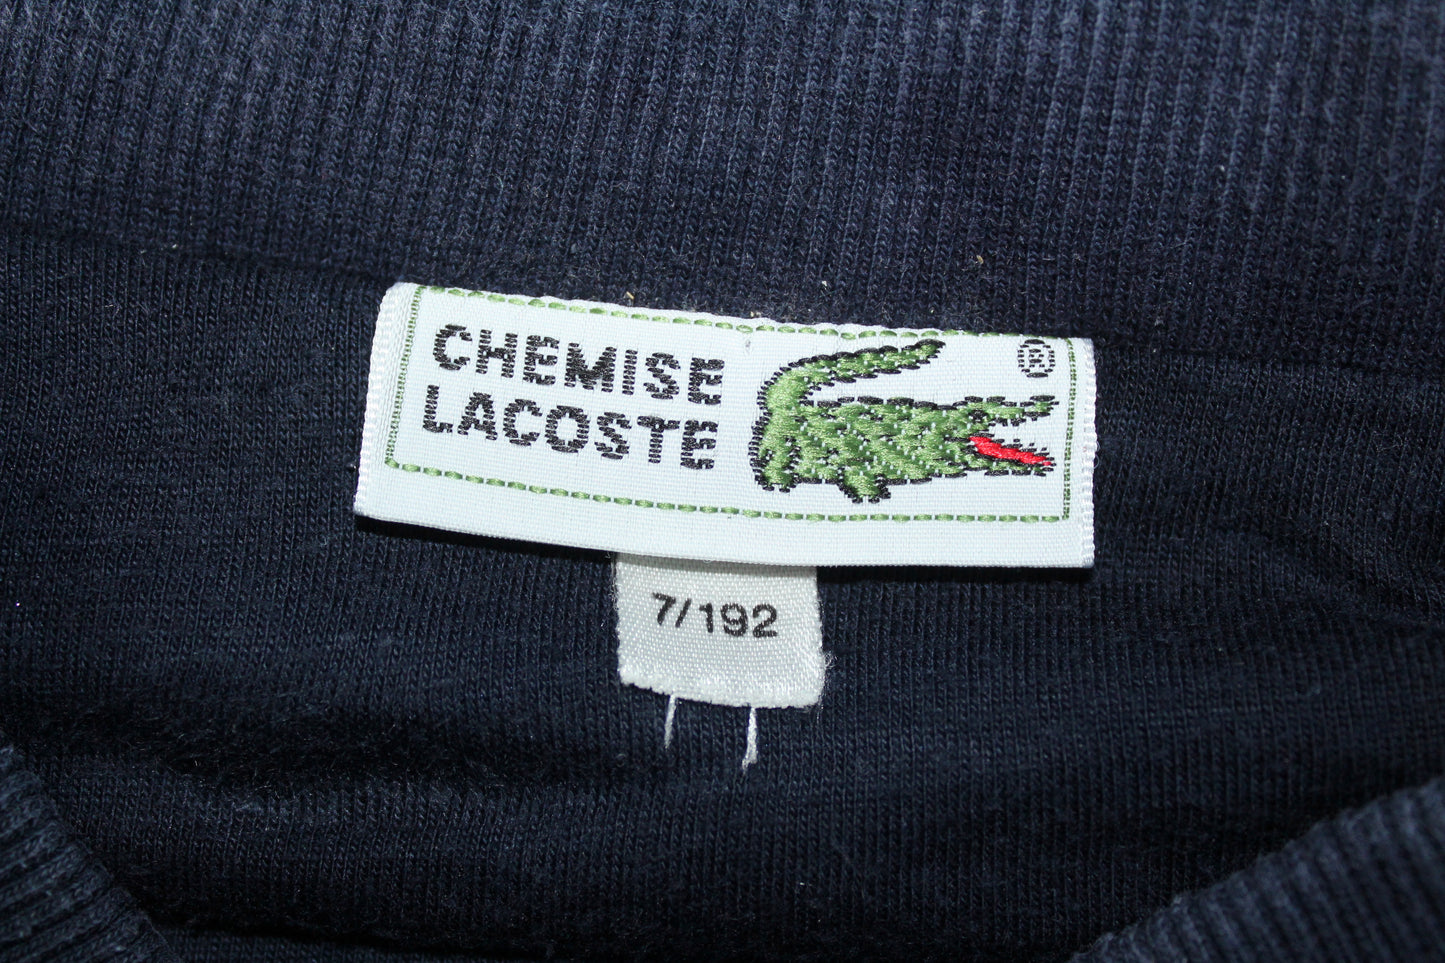 CHEMISE
LACOSTE
®
7/192